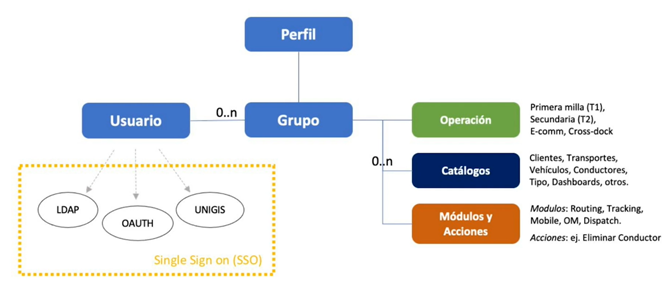 Perfil
Usuario
0..n
Grupo
Operación
Primera milla (T1),
Secundaria (T2),
E-comm, Cross-dock
0..n
Catálogos
Clientes, Transportes,
Vehículos, Conductores,
Tipo, Dashboards, otros.
Módulos y
Acciones
Modulos: Routing, Tracking,
Mobile, OM, Dispatch.
Acciones: ej. Eliminar Conductor
LDAP
OAUTH
UNIGIS
Single Sign on (SSO)